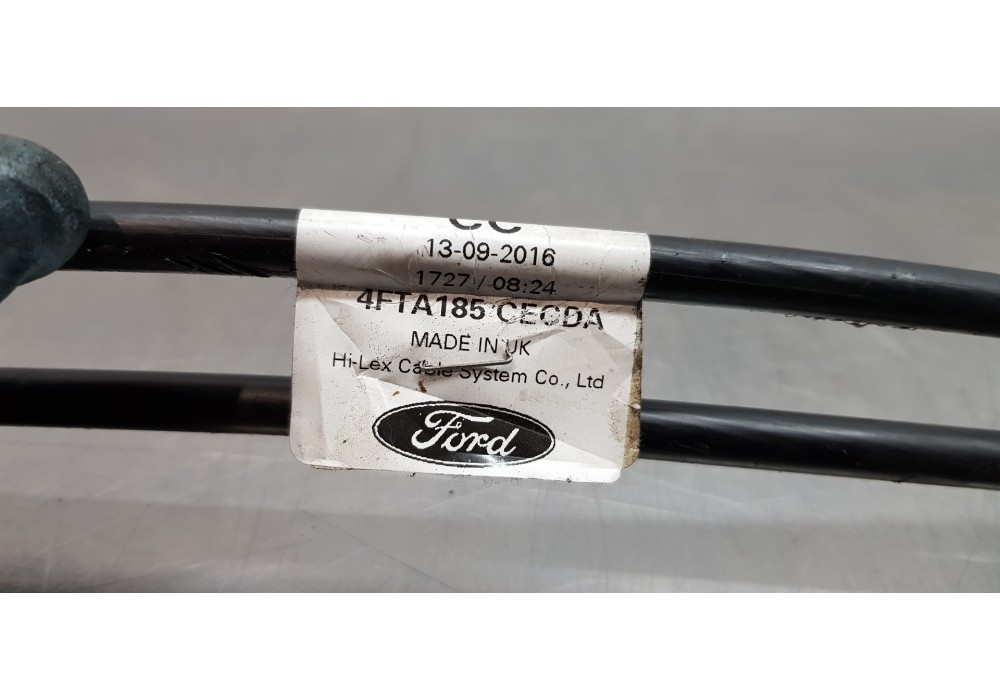 CC
13-09-2016
1727 / 08:24
4FTA185 CECDA
MADE IN UK
Hi-Lex Cable System Co., Ltd
Ford